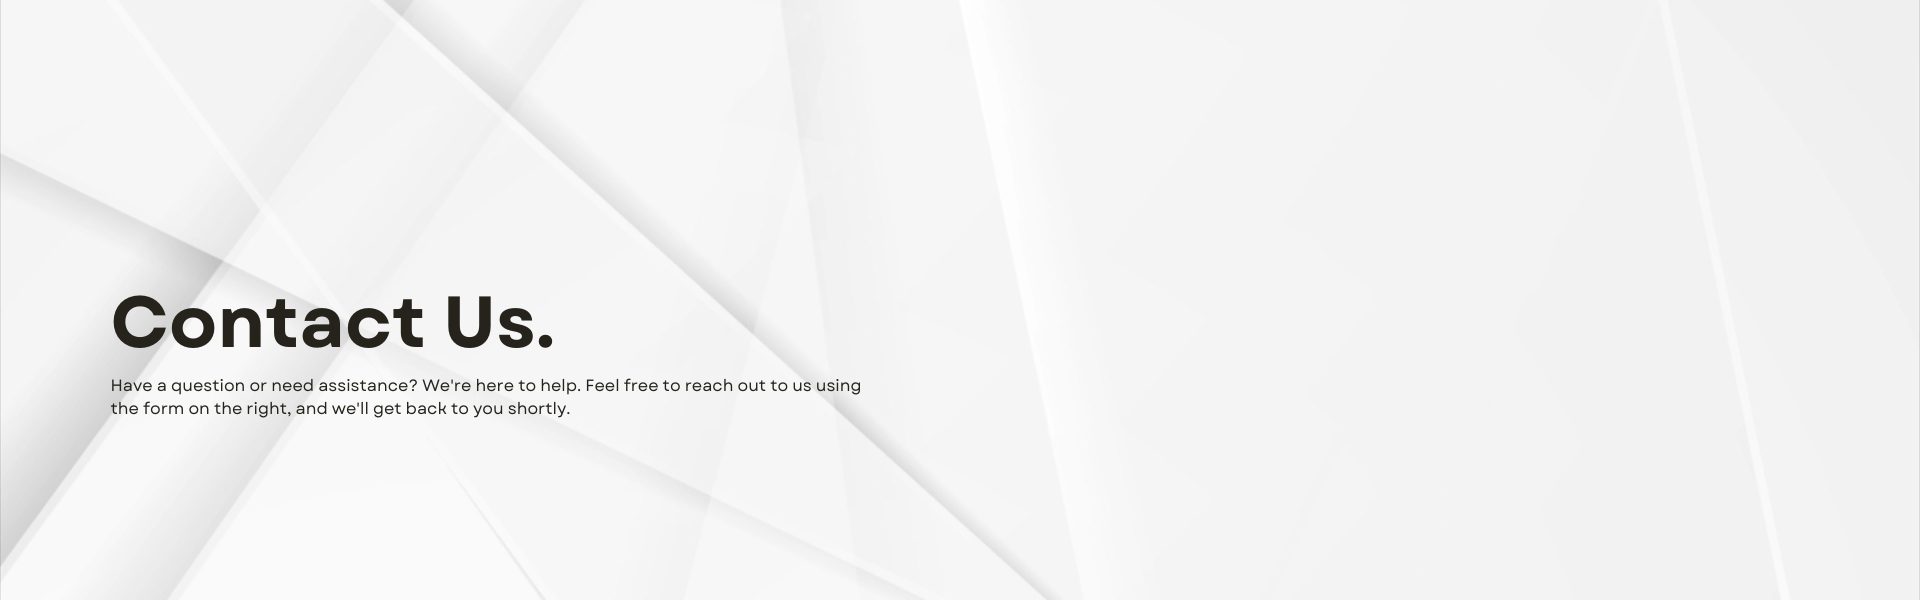 Contact Us.
Have a question or need assistance? We're here to help. Feel free to reach out to us using
the form on the right, and we'll get back to you shortly.